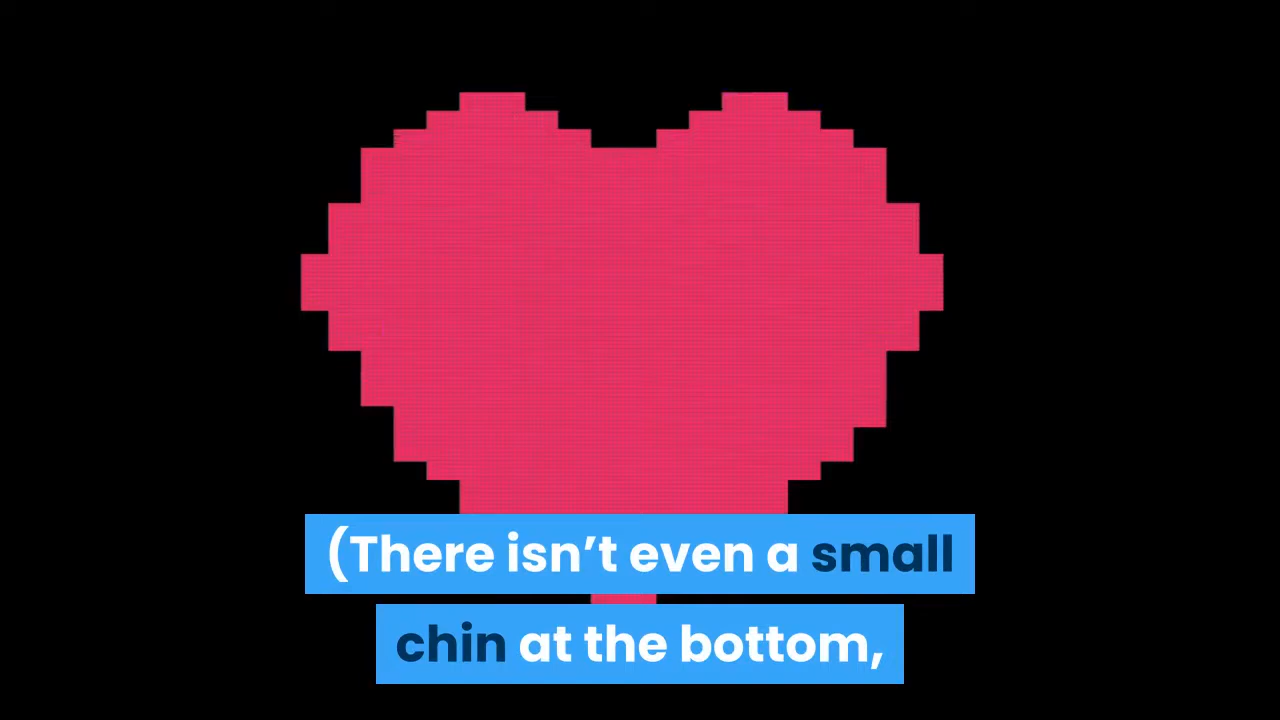 (There isn’t even a small
chin at the bottom,